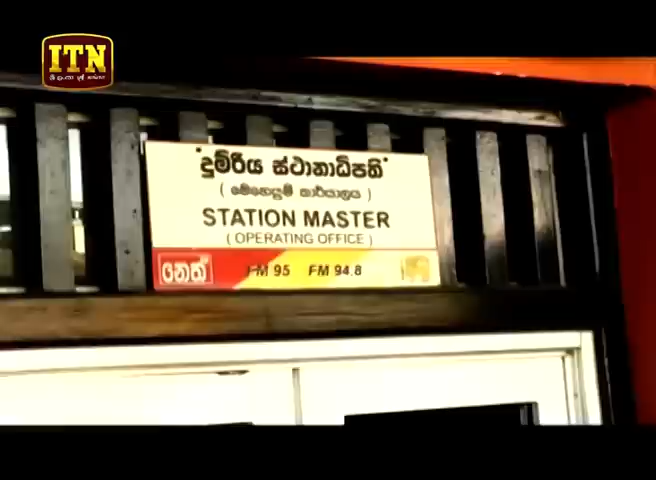 ITN
'දුම්රිය ස්ථානාධිපති'
( මෙහෙයුම් කාර්යාලය )
STATION MASTER
( OPERATING OFFICE )
නෙත් FM 95 FM 94.8